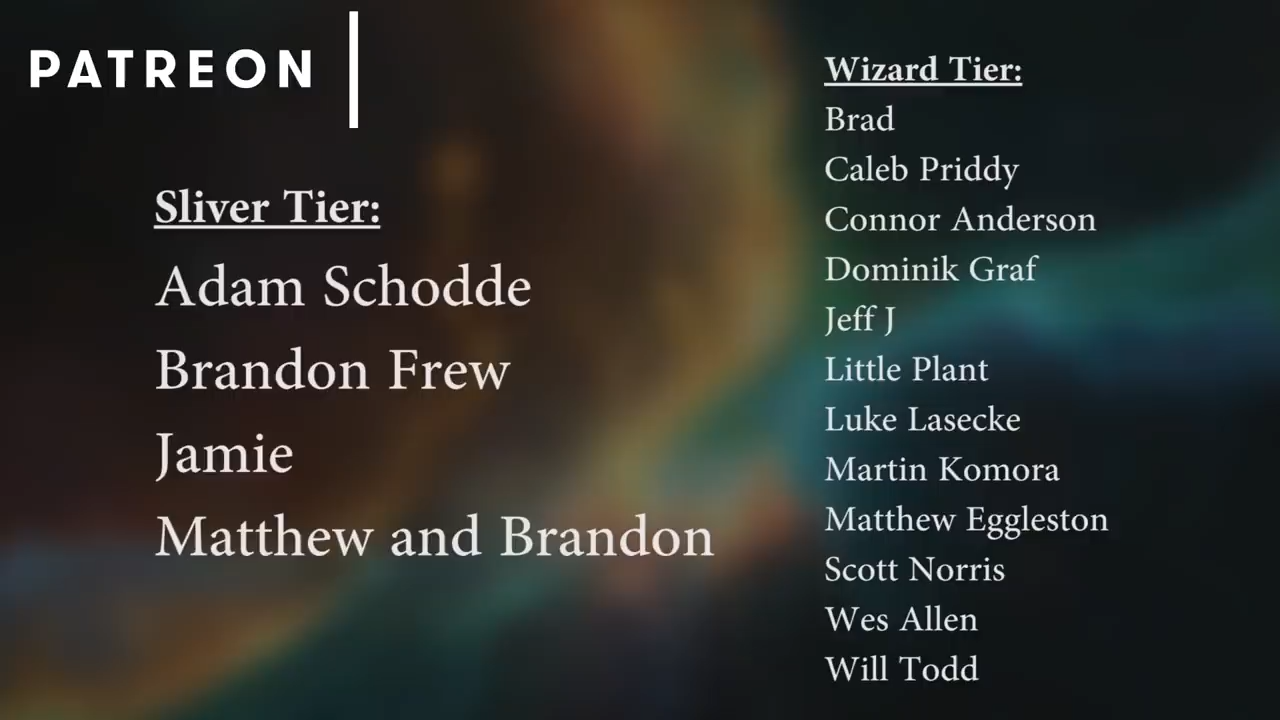 PATREON
Sliver Tier:
Adam Schodde
Brandon Frew
Jamie
Matthew and Brandon
Wizard Tier:
Brad
Caleb Priddy
Connor Anderson
Dominik Graf
Jeff J
Little Plant
Luke Lasecke
Martin Komora
Matthew Eggleston
Scott Norris
Wes Allen
Will Todd